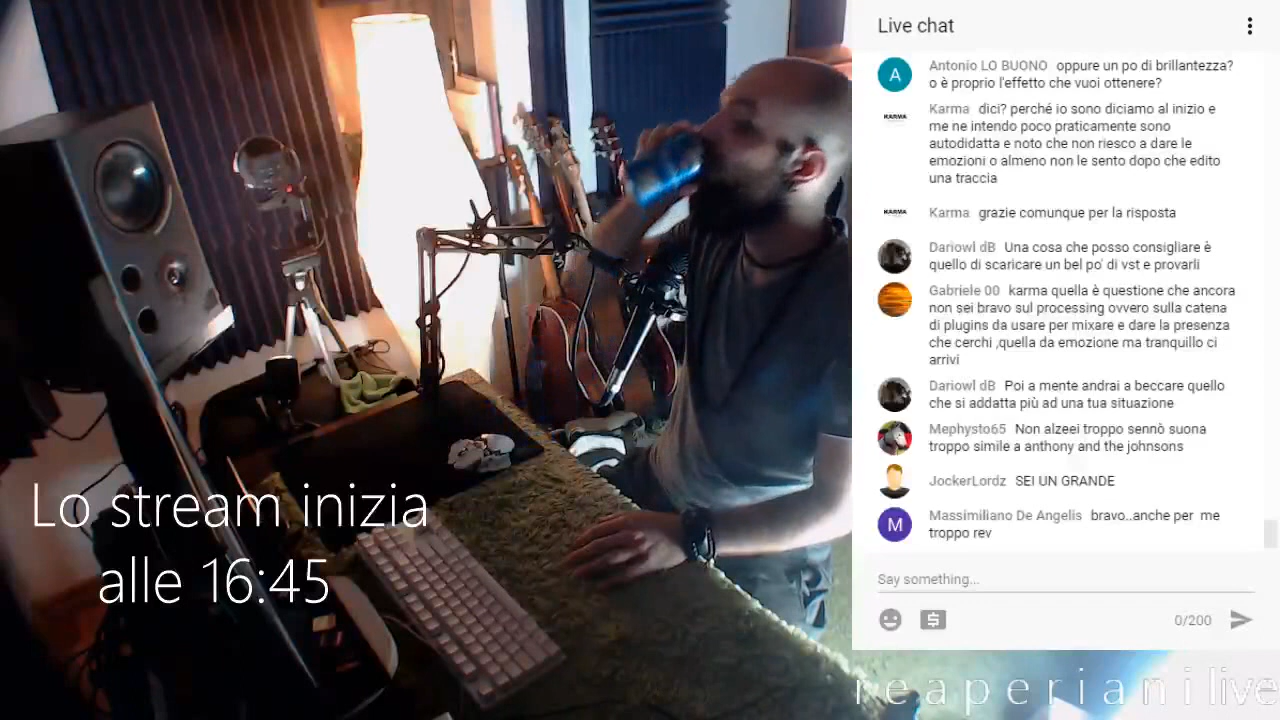 Lo stream inizia
alle 16:45
Live chat
Antonio LO BUONO oppure un po di brillantezza?
o è proprio l'effetto che vuoi ottenere?
KARMA
Karma dici? perché io sono diciamo al inizio e
me ne intendo poco praticamente sono
autodidatta e noto che non riesco a dare le
emozioni o almeno non le sento dopo che edito
una traccia
KARMA
Karma grazie comunque per la risposta
Dariowl dB Una cosa che posso consigliare è
quello di scaricare un bel po' di vst e provarli
Gabriele 00 karma quella è questione che ancora
non sei bravo sul processing ovvero sulla catena
di plugins da usare per mixare e dare la presenza
che cerchi ,quella da emozione ma tranquillo ci
arrivi
Dariowl dB Poi a mente andrai a beccare quello
che si addatta più ad una tua situazione
Mephysto65 Non alzeei troppo sennò suona
troppo simile a anthony and the johnsons
JockerLordz SEI UN GRANDE
M
Massimiliano De Angelis bravo..anche per me
troppo rev
Say something...
0/200
reaperiani live